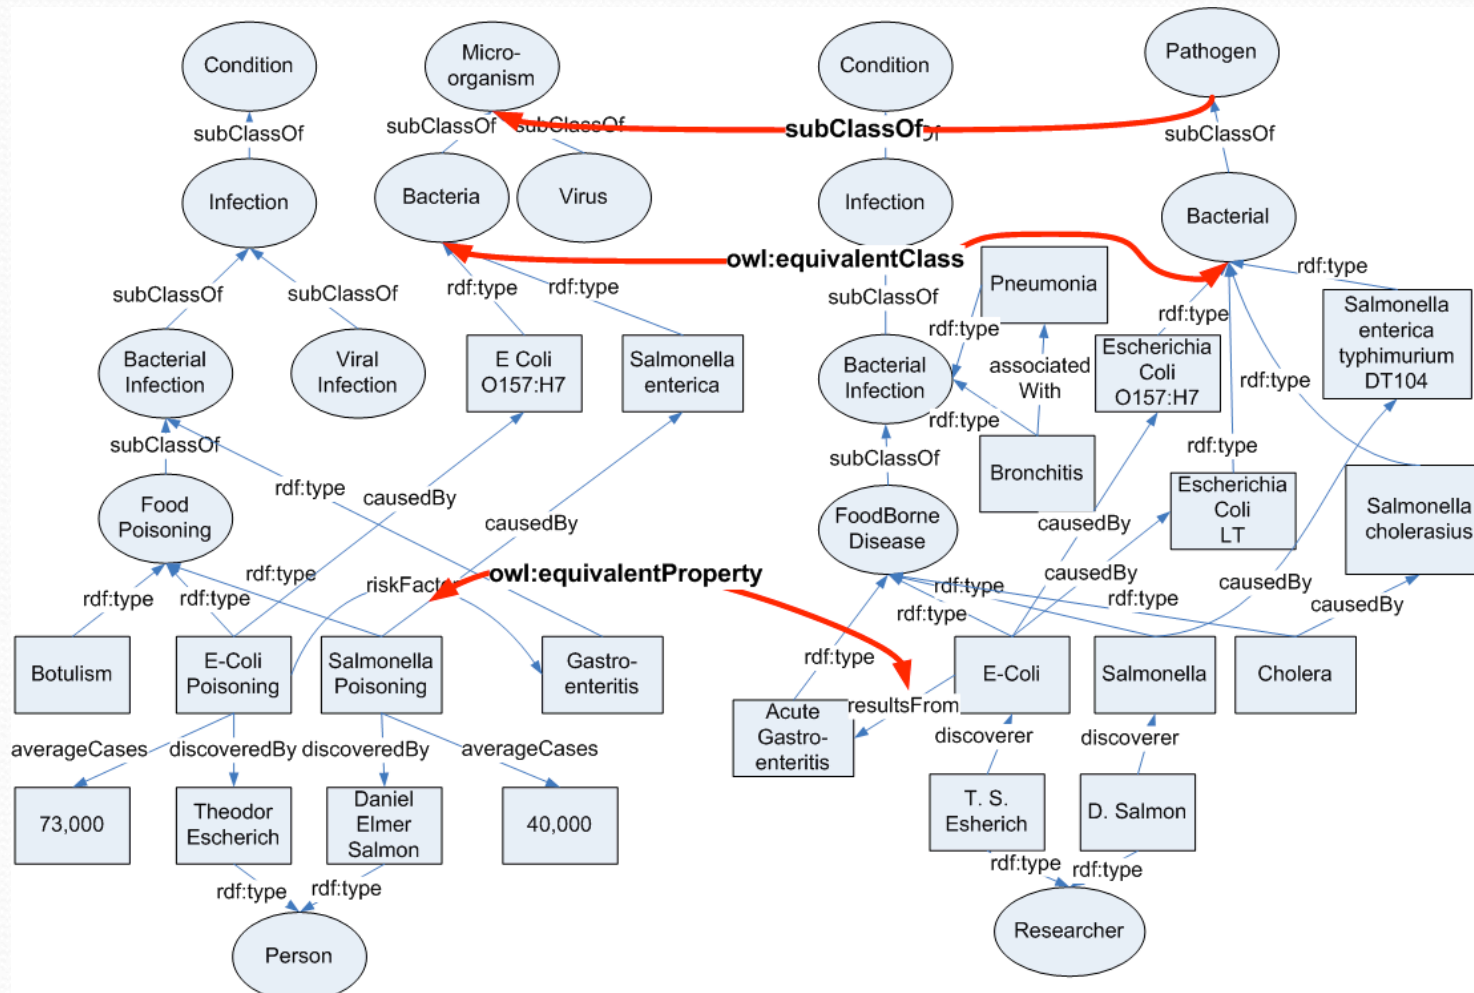 Condition
Micro-
organism
Condition
Pathogen
subClassOf
subClassOf
subClassOf
subClassOf
subClassOf
Infection
Bacteria
Virus
Infection
Bacterial
owl:equivalentClass
subClassOf
subClassOf
rdf:type
rdf:type
subClassOf
Pneumonia
rdf:type
rdf:type
rdf:type
Bacterial
Infection
Viral
Infection
E Coli
O157:H7
Salmonella
enterica
Bacterial
Infection
associated
With
Escherichia
Coli
O157:H7
Salmonella
enterica
typhimurium
DT104
rdf:type
rdf:type
subClassOf
rdf:type
causedBy
subClassOf
Bronchitis
rdf:type
Food
Poisoning
causedBy
FoodBorne
Disease
causedBy
Escherichia
Coli
LT
Salmonella
cholerasius
rdf:type
rdf:type
rdf:type
riskFactor
owl:equivalentProperty
rdf:type
rdf:type
causedBy
rdf:type
causedBy
causedBy
Botulism
E-Coli
Poisoning
Salmonella
Poisoning
Gastro-
enteritis
rdf:type
E-Coli
Salmonella
Cholera
Acute
Gastro-
enteritis
resultsFrom
averageCases
discoveredBy
discoveredBy
averageCases
discoverer
discoverer
73,000
Theodor
Escherich
Daniel
Elmer
Salmon
40,000
T. S.
Esherich
D. Salmon
rdf:type
rdf:type
rdf:type
rdf:type
Person
Researcher